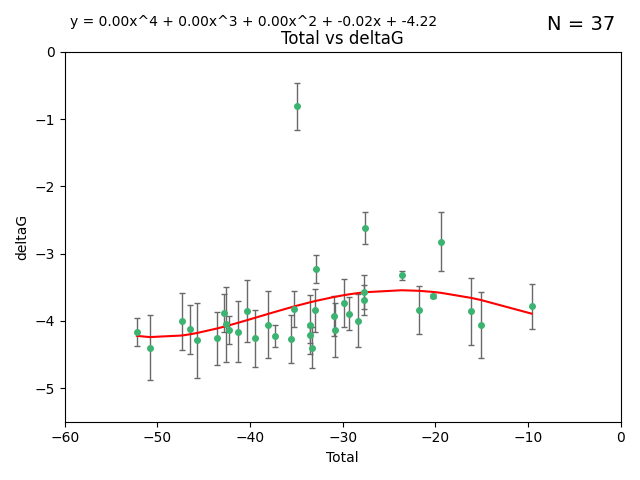 y = 0.00x^4 + 0.00x^3 + 0.00x^2 + -0.02x + -4.22
N = 37
Total vs deltaG
0
−1
−2
−3
−4
−5
deltaG
−60 −50 −40 −30 −20 −10 0
Total